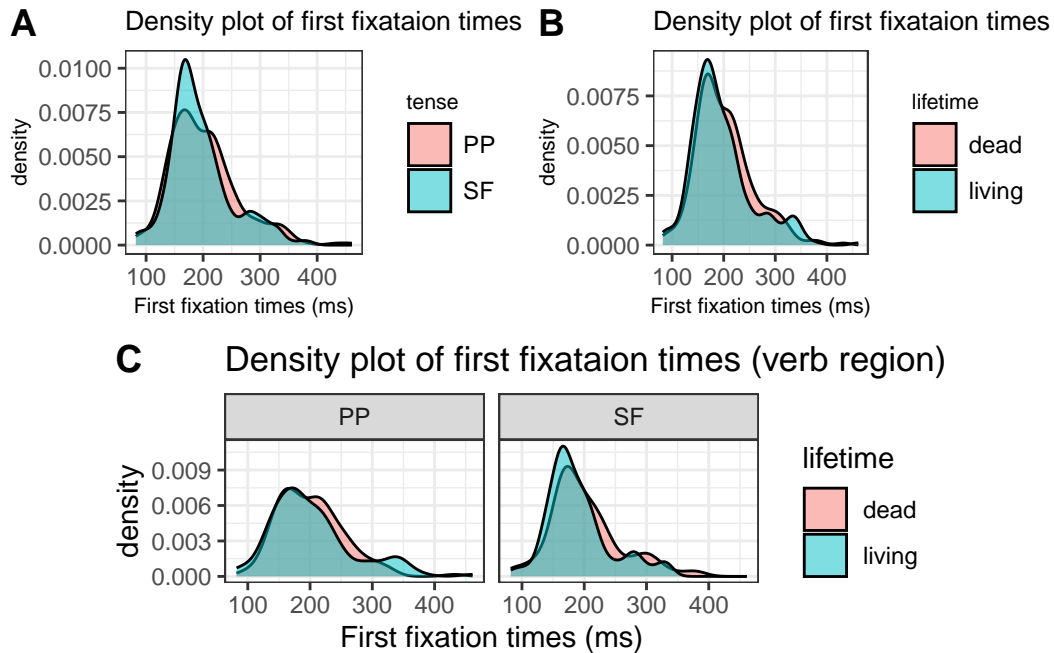 A
Density plot of first fixataion times
0.0100
0.0075
0.0050
0.0025
0.0000
density
100 200 300 400
First fixation times (ms)
tense
PP
SF
B
Density plot of first fixataion times
0.0075
0.0050
0.0025
0.0000
density
100 200 300 400
First fixation times (ms)
lifetime
dead
living
C
Density plot of first fixataion times (verb region)
PP
SF
0.009
0.006
0.003
0.000
density
100 200 300 400
100 200 300 400
First fixation times (ms)
lifetime
dead
living